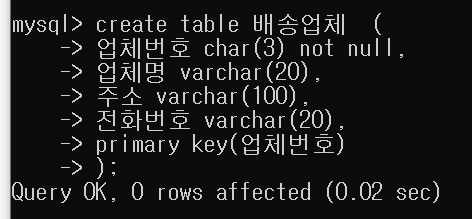 mysql> create table 배송업체  (
    -> 업체번호 char(3) not null,
    -> 업체명 varchar(20),
    -> 주소 varchar(100),
    -> 전화번호 varchar(20),
    -> primary key(업체번호)
    -> );
Query OK, 0 rows affected (0.02 sec)